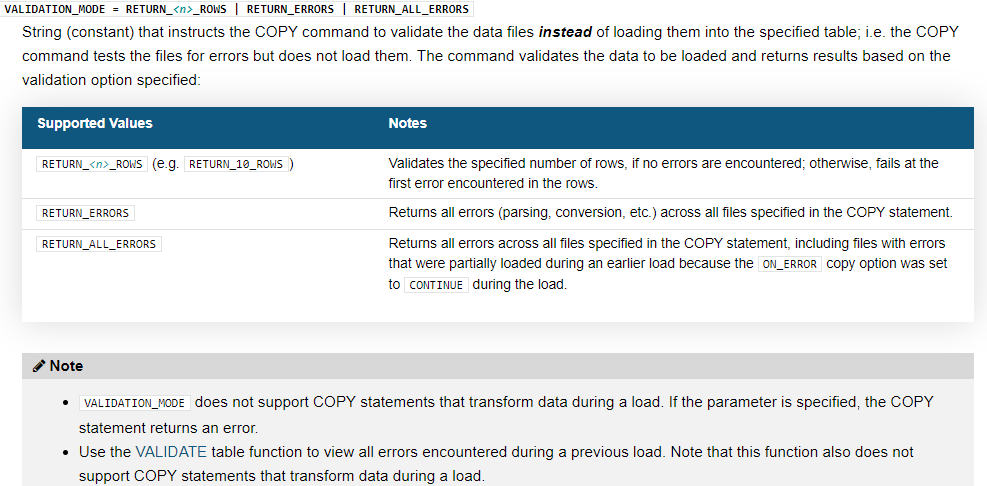 VALIDATION_MODE = RETURN_<n>_ROWS | RETURN_ERRORS | RETURN_ALL_ERRORS
String (constant) that instructs the COPY command to validate the data files instead of loading them into the specified table; i.e. the COPY
command tests the files for errors but does not load them. The command validates the data to be loaded and returns results based on the
validation option specified:
Supported Values Notes
RETURN_<n>_ROWS (e.g. RETURN_10_ROWS ) Validates the specified number of rows, if no errors are encountered; otherwise, fails at the
first error encountered in the rows.
RETURN_ERRORS Returns all errors (parsing, conversion, etc.) across all files specified in the COPY statement.
RETURN_ALL_ERRORS Returns all errors across all files specified in the COPY statement, including files with errors
that were partially loaded during an earlier load because the ON_ERROR copy option was set
to CONTINUE during the load.
Note
• VALIDATION_MODE does not support COPY statements that transform data during a load. If the parameter is specified, the COPY
statement returns an error.
• Use the VALIDATE table function to view all errors encountered during a previous load. Note that this function also does not
support COPY statements that transform data during a load.